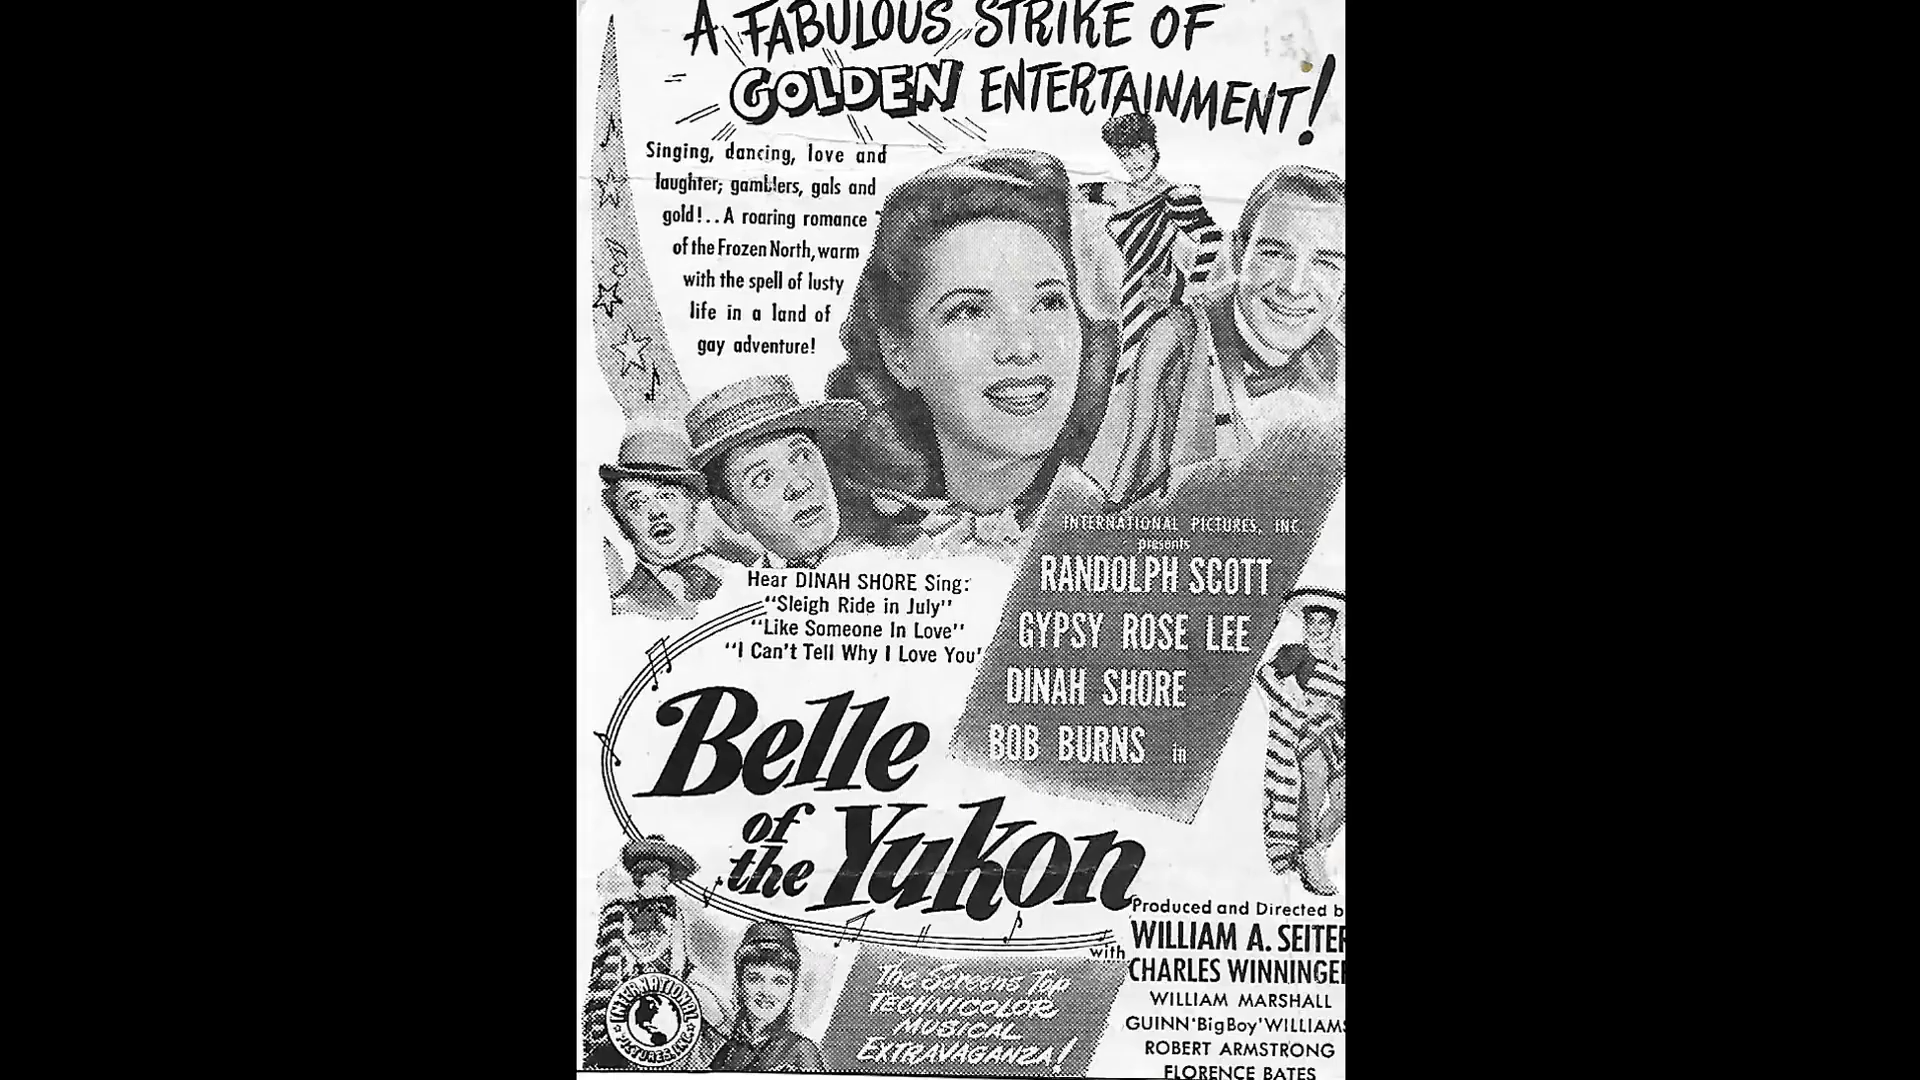 A FABULOUS STRIKE OF
GOLDEN ENTERTAINMENT!
Singing, dancing, love and
laughter; gamblers, gals and
gold!..A roaring romance
of the Frozen North, warm
with the spell of lusty
life in a land of
gay adventure!
INTERNATIONAL PICTURES, INC.
presents
RANDOLPH SCOTT
GYPSY ROSE LEE
DINAH SHORE
BOB BURNS in
Hear DINAH SHORE Sing:
"Sleigh Ride in July"
"Like Someone In Love"
"I Can't Tell Why I Love You'
Belle
of
the Yukon
Produced and Directed b
WILLIAM A. SEITER
with CHARLES WINNINGER
WILLIAM MARSHALL
GUINN 'Big Boy' WILLIAMS
ROBERT ARMSTRONG
FLORENCE BATES
The Screen's Top
TECHNICOLOR
MUSICAL
EXTRAVAGANZA!
INTERNATIONAL
PICTURES, INC.